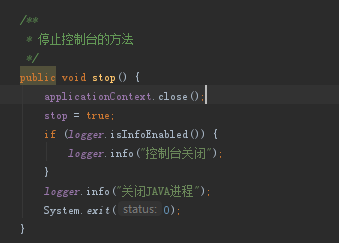 /**
* 停止控制台的方法
*/
public void stop() {
applicationContext.close();
stop = true;
if (logger.isInfoEnabled()) {
logger.info("控制台关闭");
}
logger.info("关闭JAVA进程");
System.exit( status: 0);
}